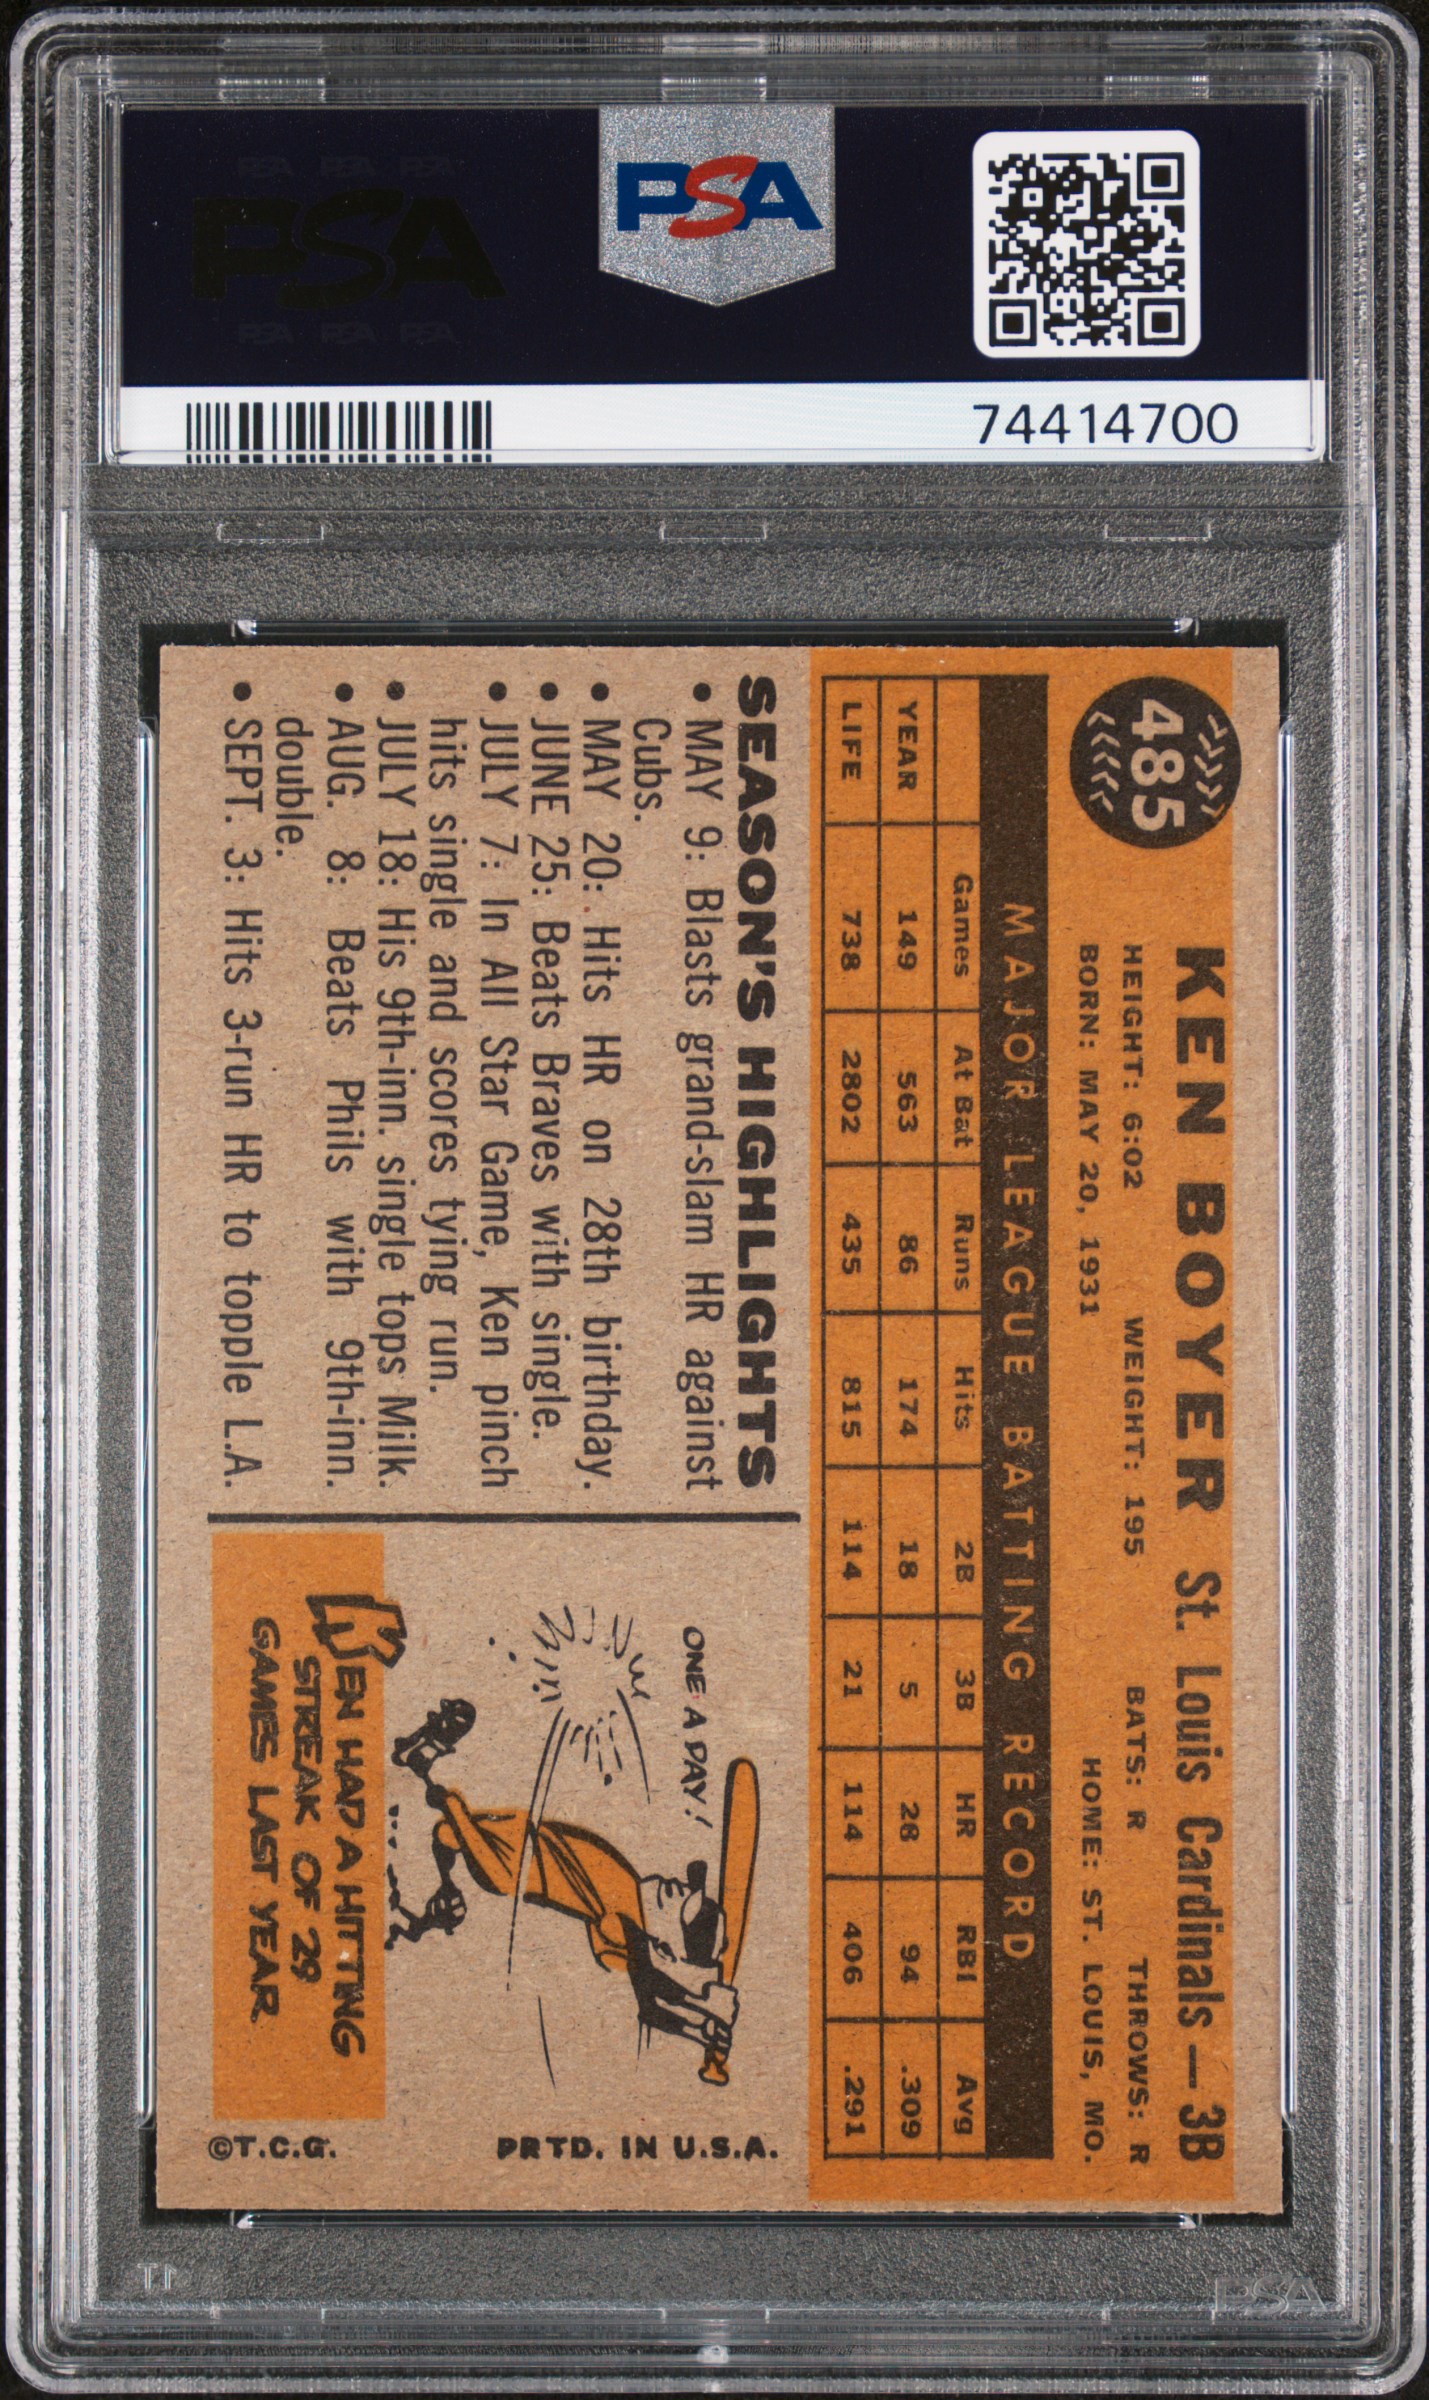 PSA PSA PSA
PSA
PSA PSA PSA
PSA
74414700
485
KEN BOYER St. Louis Cardinals—3B
HEIGHT: 6:02 WEIGHT: 195 BATS: R THROWS: R
BORN: MAY 20, 1931 HOME: ST. LOUIS, MO.
MAJOR LEAGUE BATTING RECORD
Games At Bat Runs Hits 2B 3B HR RBI Avg
YEAR 149 563 86 174 18 5 28 94 .309
LIFE 738 2802 435 815 114 21 114 406 .291
SEASON'S HIGHLIGHTS
• MAY 9: Blasts grand-slam HR against
Cubs.
• MAY 20: Hits HR on 28th birthday.
• JUNE 25: Beats Braves with single.
• JULY 7: In All Star Game, Ken pinch
hits single and scores tying run.
• JULY 18: His 9th-inn. single tops Milk.
• AUG. 8: Beats Phils with 9th-inn.
double.
• SEPT. 3: Hits 3-run HR to topple L.A.
ONE A DAY!
KEN HAD A HITTING
STREAK OF 29
GAMES LAST YEAR
PRTD. IN U.S.A.
©T.C.G.
PSA